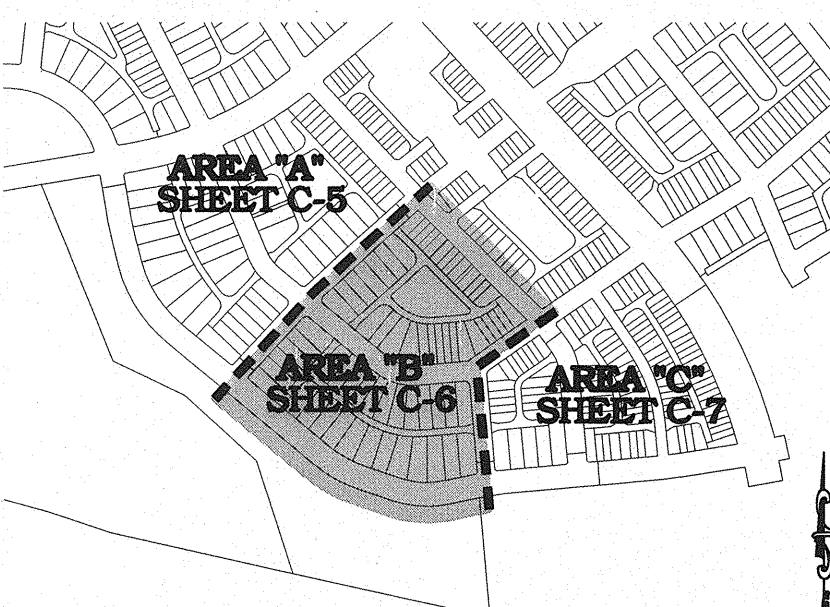 AREA "A"
SHEET C-5
AREA "B"
SHEET C-6
AREA "C"
SHEET C-7